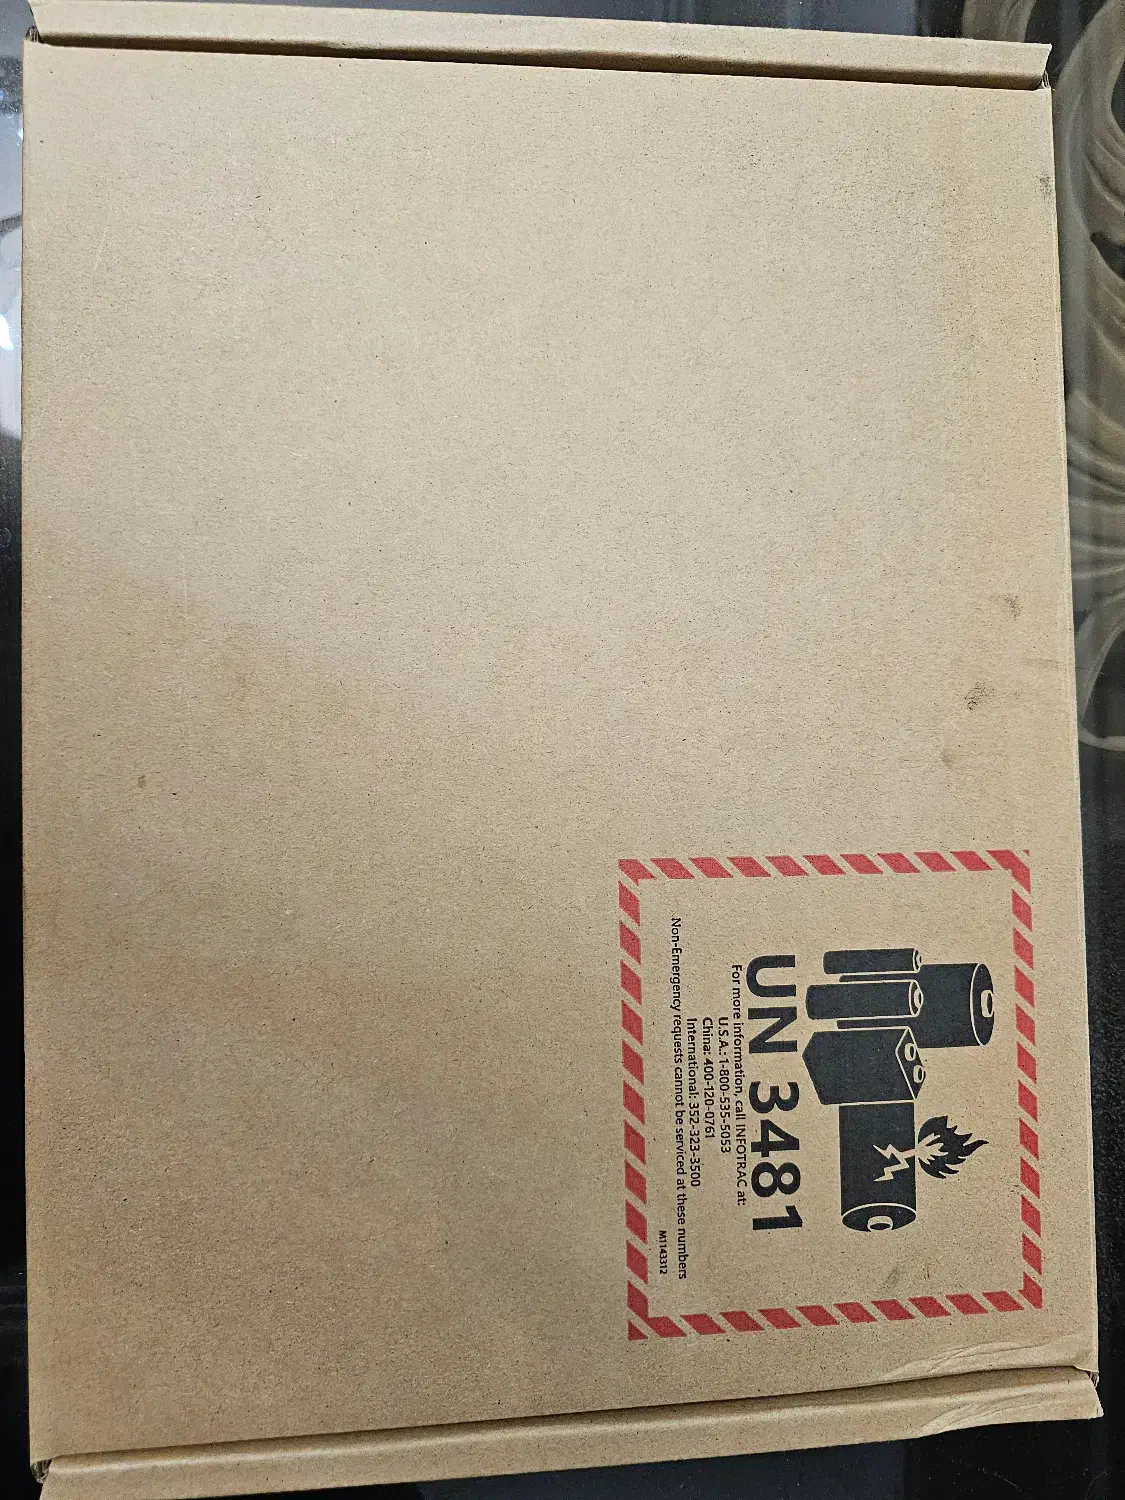 UN 3481
For more information, call INFOTRAC at:
U.S.A.: 1-800-535-5053
China: 400-120-0761
International: 352-323-3500
Non-Emergency requests cannot be serviced at these numbers
M1143312